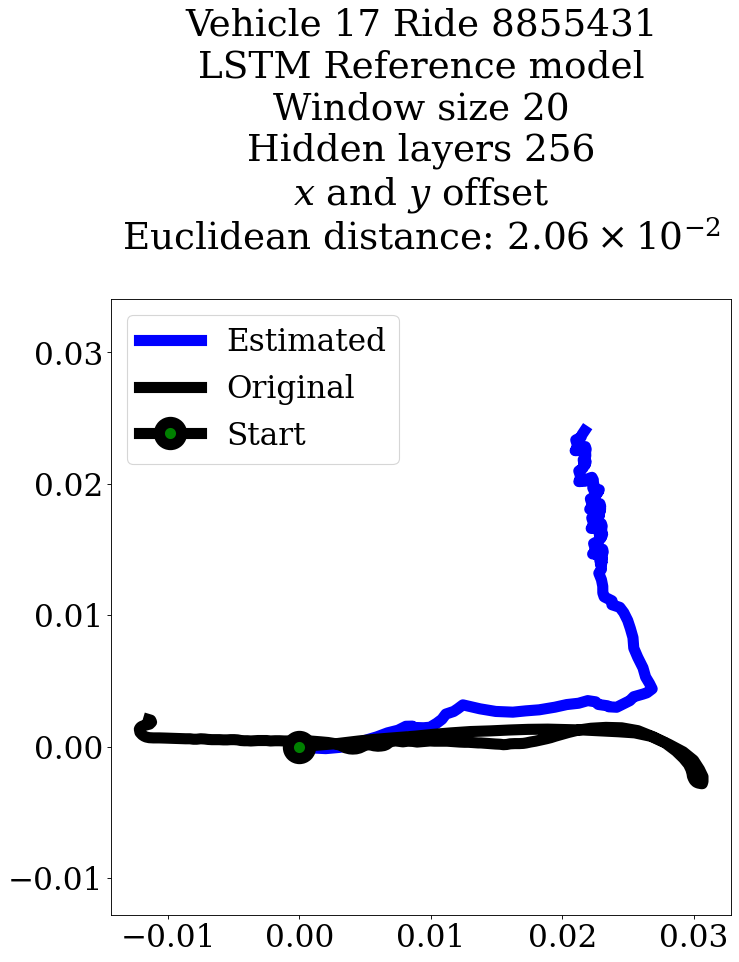 Vehicle 17 Ride 8855431
LSTM Reference model
Window size 20
Hidden layers 256
x and y offset
Euclidean distance: 2.06 × 10⁻²
Estimated
Original
Start
0.03
0.02
0.01
0.00
−0.01
−0.01 0.00 0.01 0.02 0.03